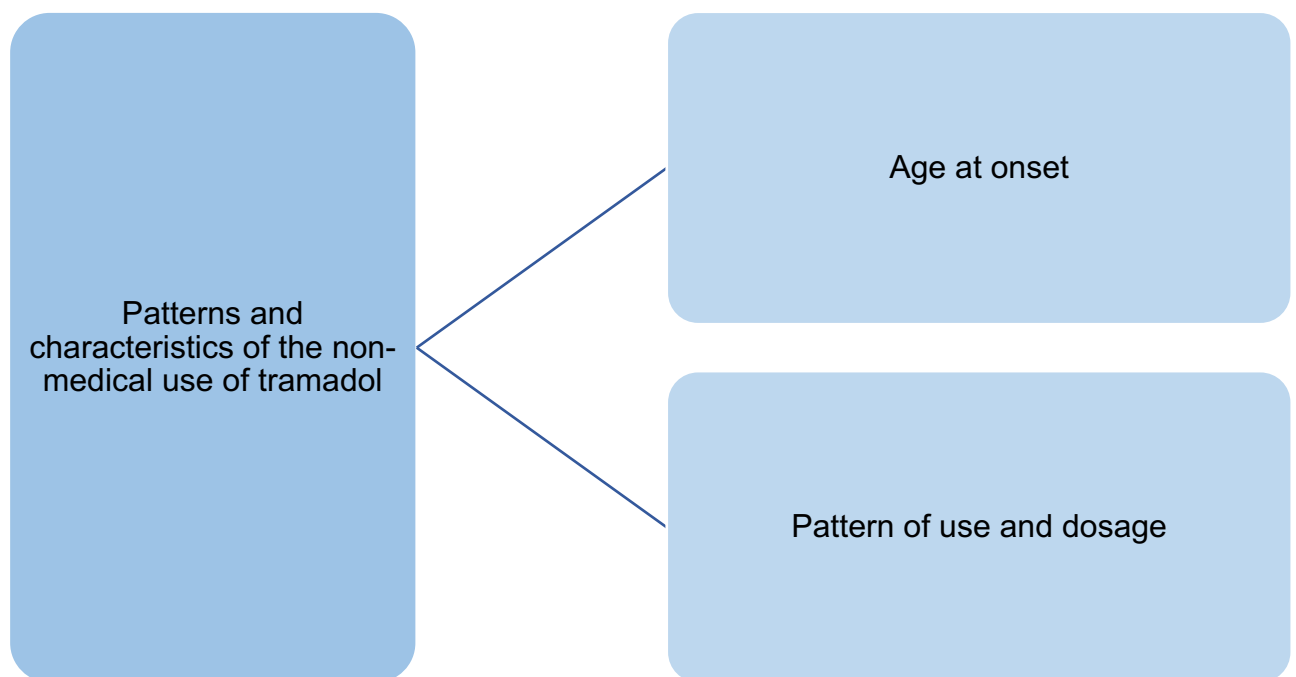 Patterns and
characteristics of the non-
medical use of tramadol
Age at onset
Pattern of use and dosage